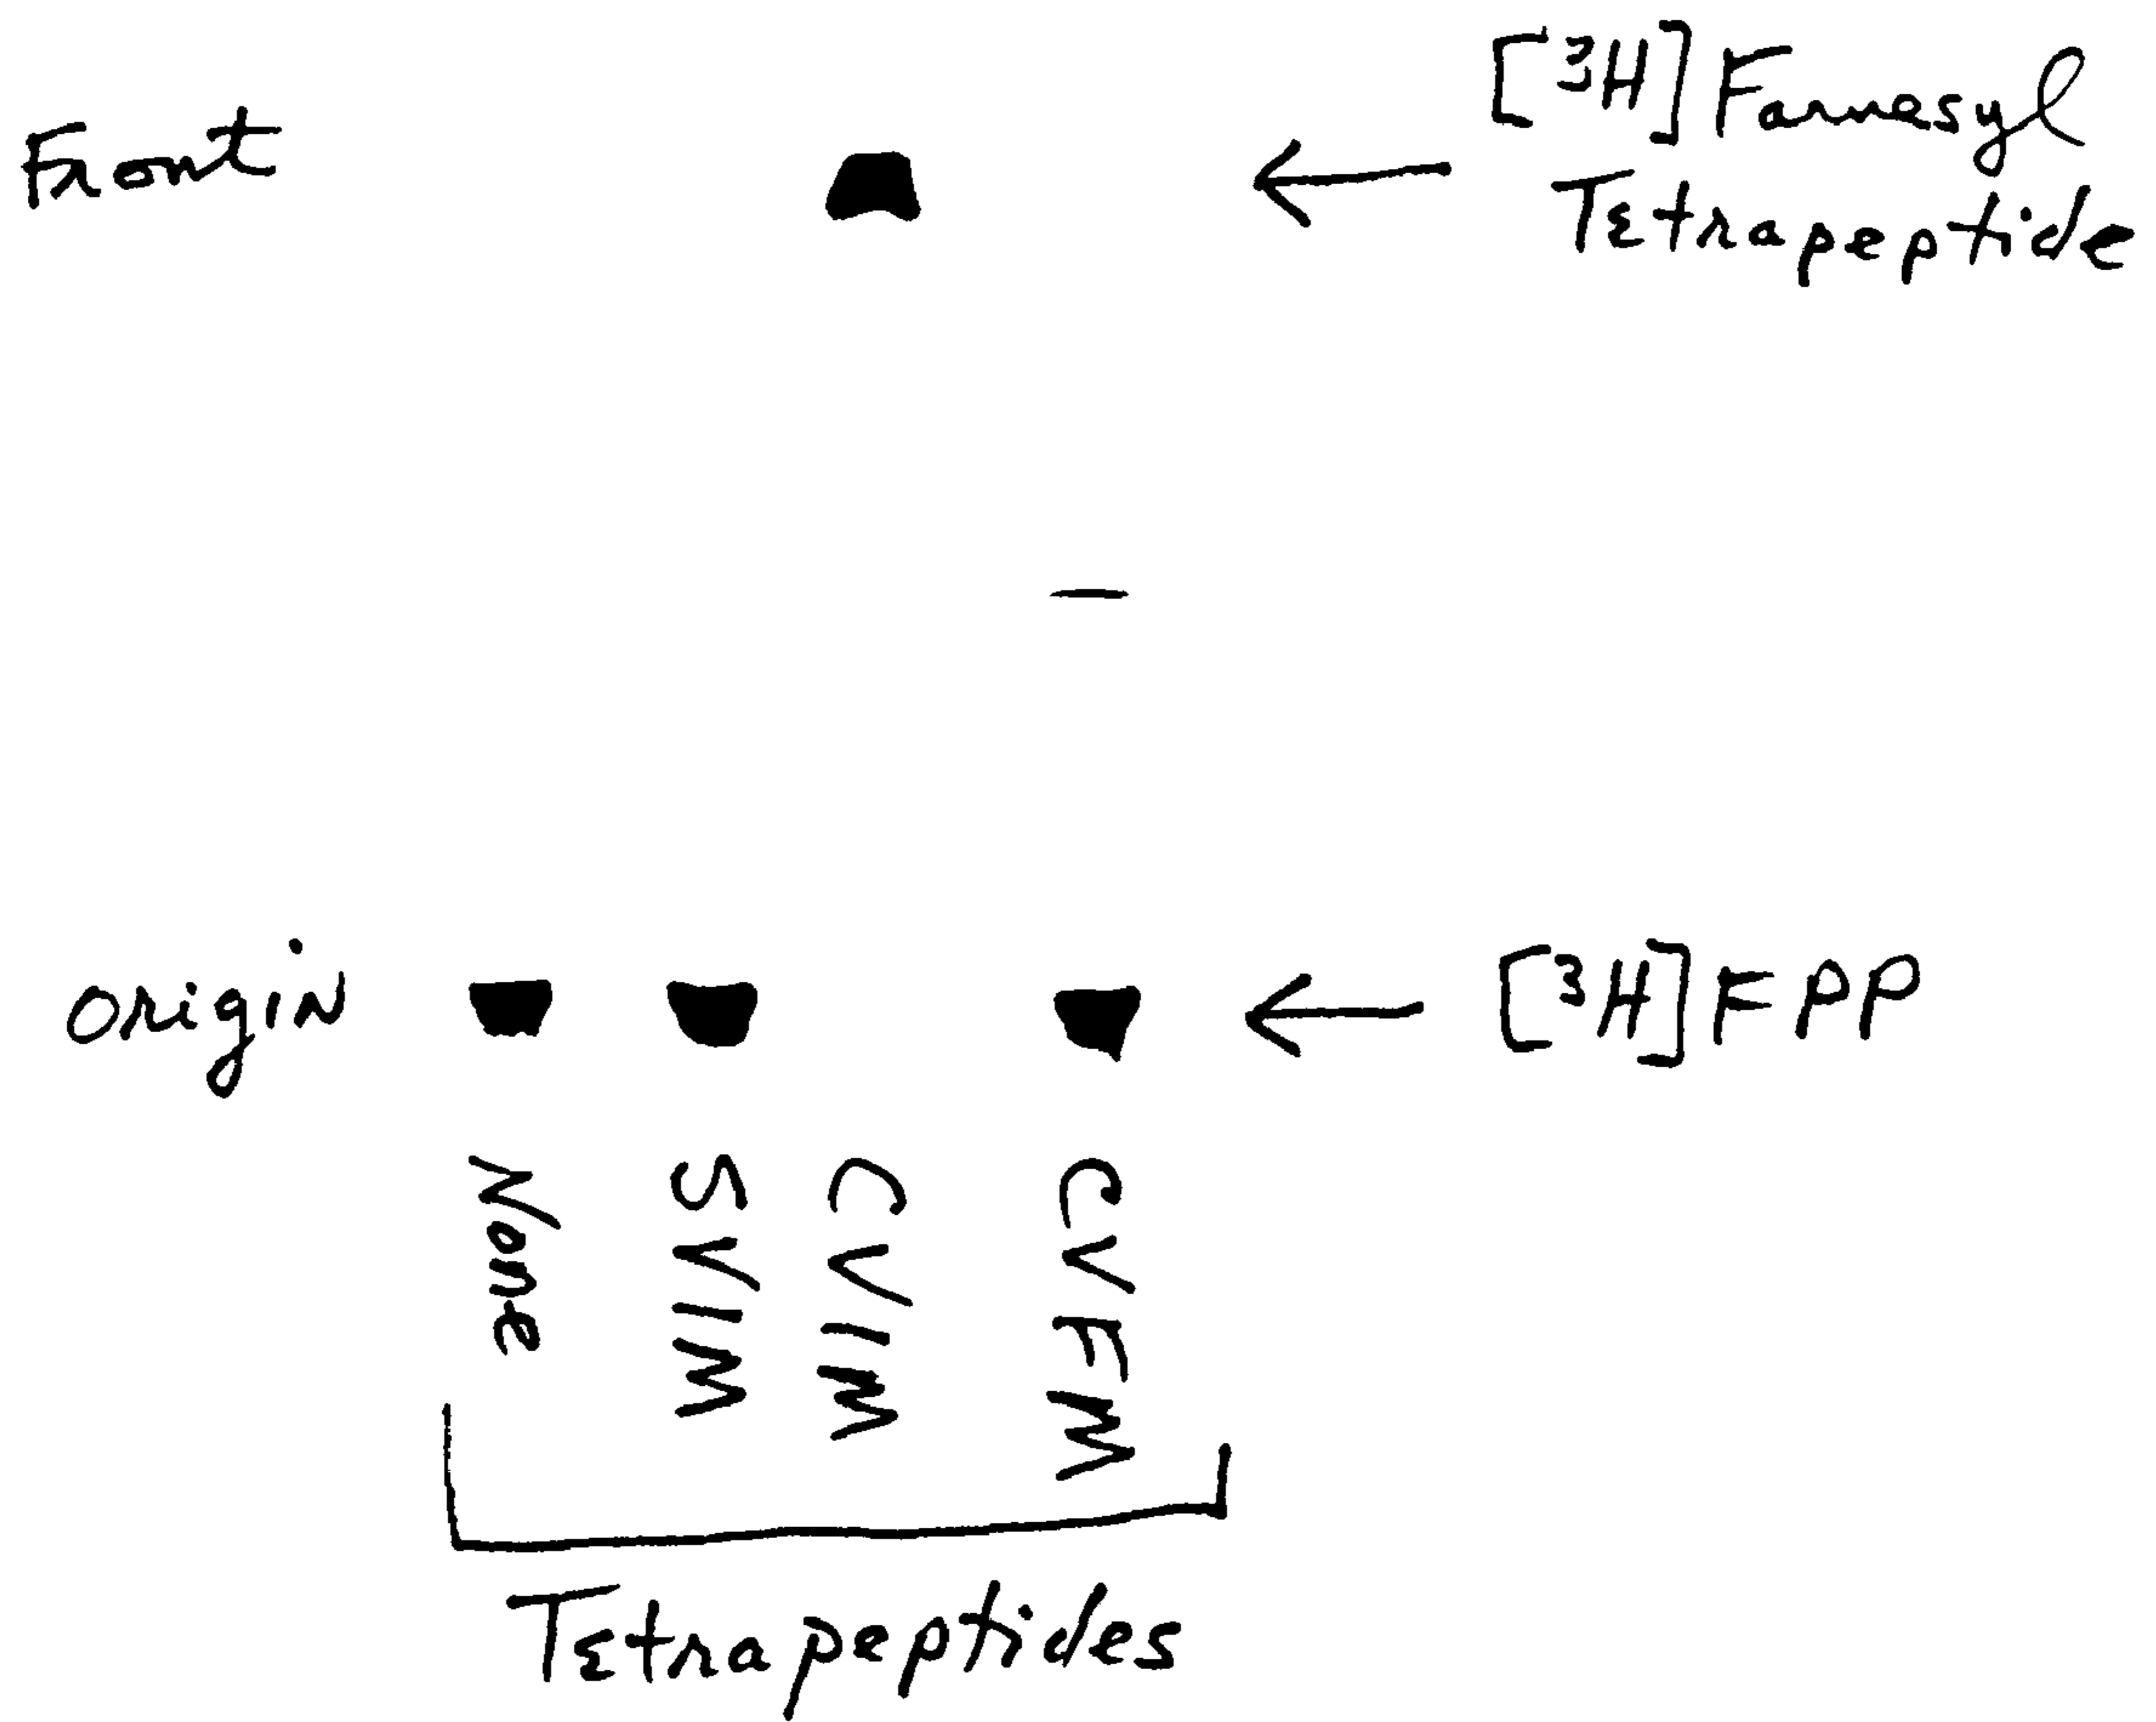 Front
[³H] Farnesyl
Tetrapeptide
origin
[³H] FPP
None
SVIM
CVIM
CVFM
Tetrapeptides